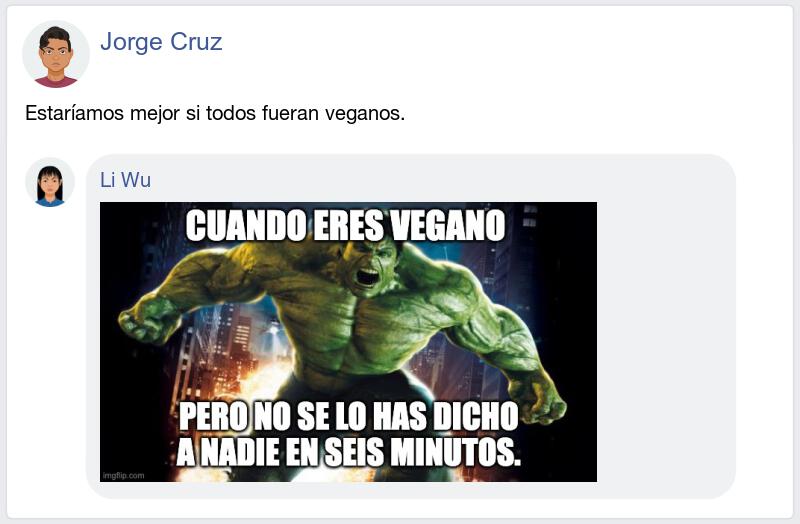 Jorge Cruz
Estaríamos mejor si todos fueran veganos.
Li Wu
CUANDO ERES VEGANO
PERO NO SE LO HAS DICHO
A NADIE EN SEIS MINUTOS.
imgflip.com